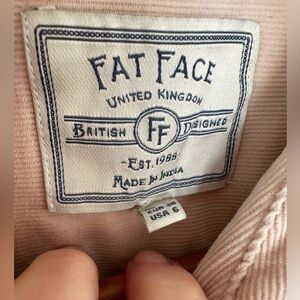 FAT FACE
UNITED KINGDOM
BRITISH FF DESIGNED
-EST. 1988-
MADE IN INDIA
USA 6